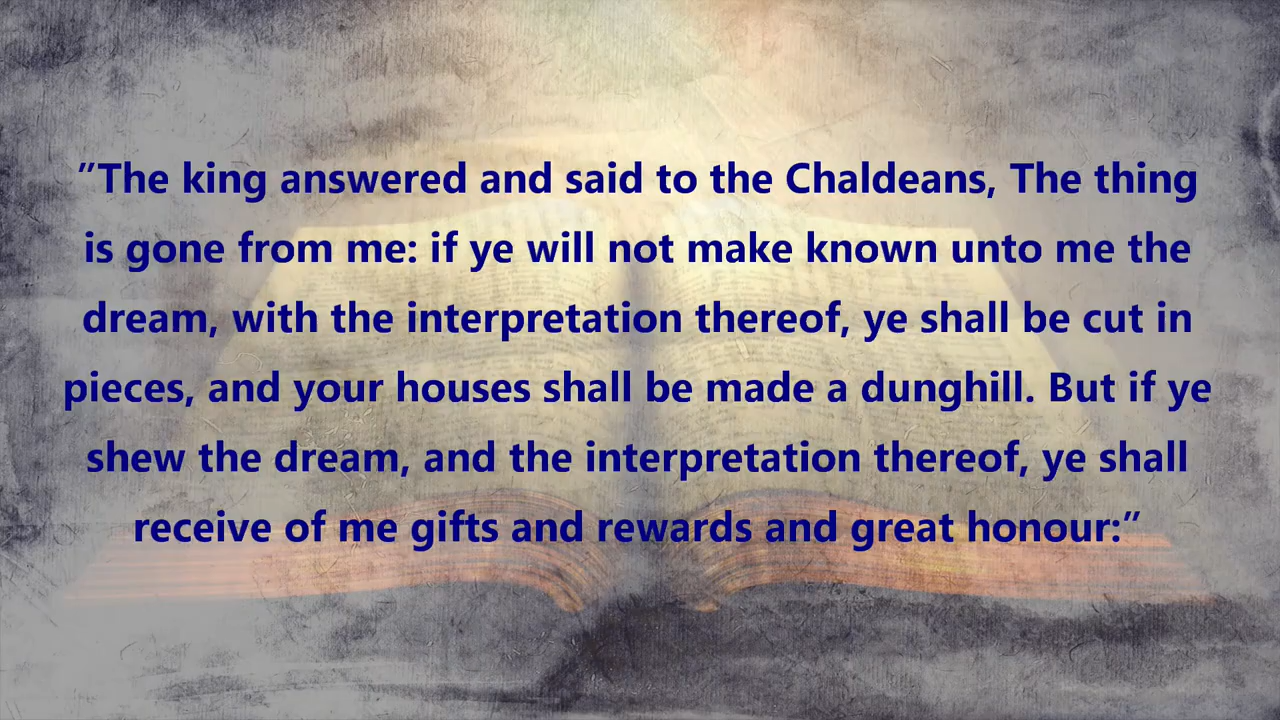 ″The king answered and said to the Chaldeans, The thing
is gone from me: if ye will not make known unto me the
dream, with the interpretation thereof, ye shall be cut in
pieces, and your houses shall be made a dunghill. But if ye
shew the dream, and the interpretation thereof, ye shall
receive of me gifts and rewards and great honour:″